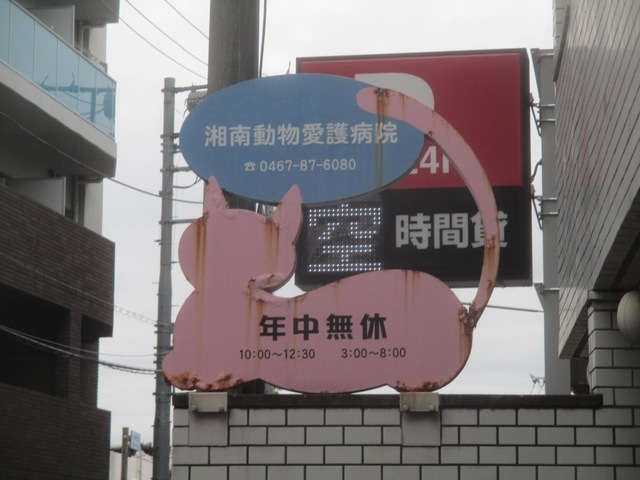 湘南動物愛護病院
☎0467-87-6080
年中無休
10:00～12:30 3:00～8:00
空
時間貸